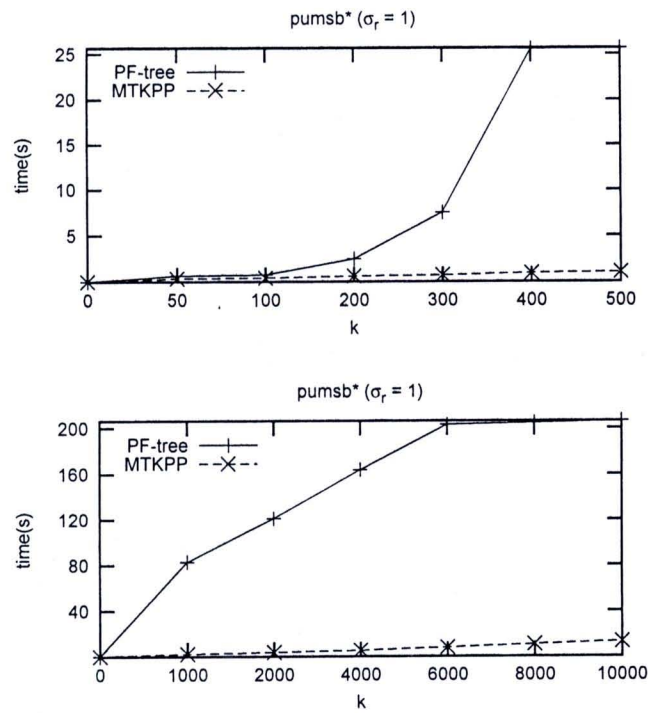 pumsb* (σr = 1)
25
20
15
10
5
time(s)
PF-tree
MTKPP
0 50 100 200 300 400 500
k
pumsb* (σr = 1)
200
160
120
80
40
time(s)
PF-tree
MTKPP
0 1000 2000 4000 6000 8000 10000
k